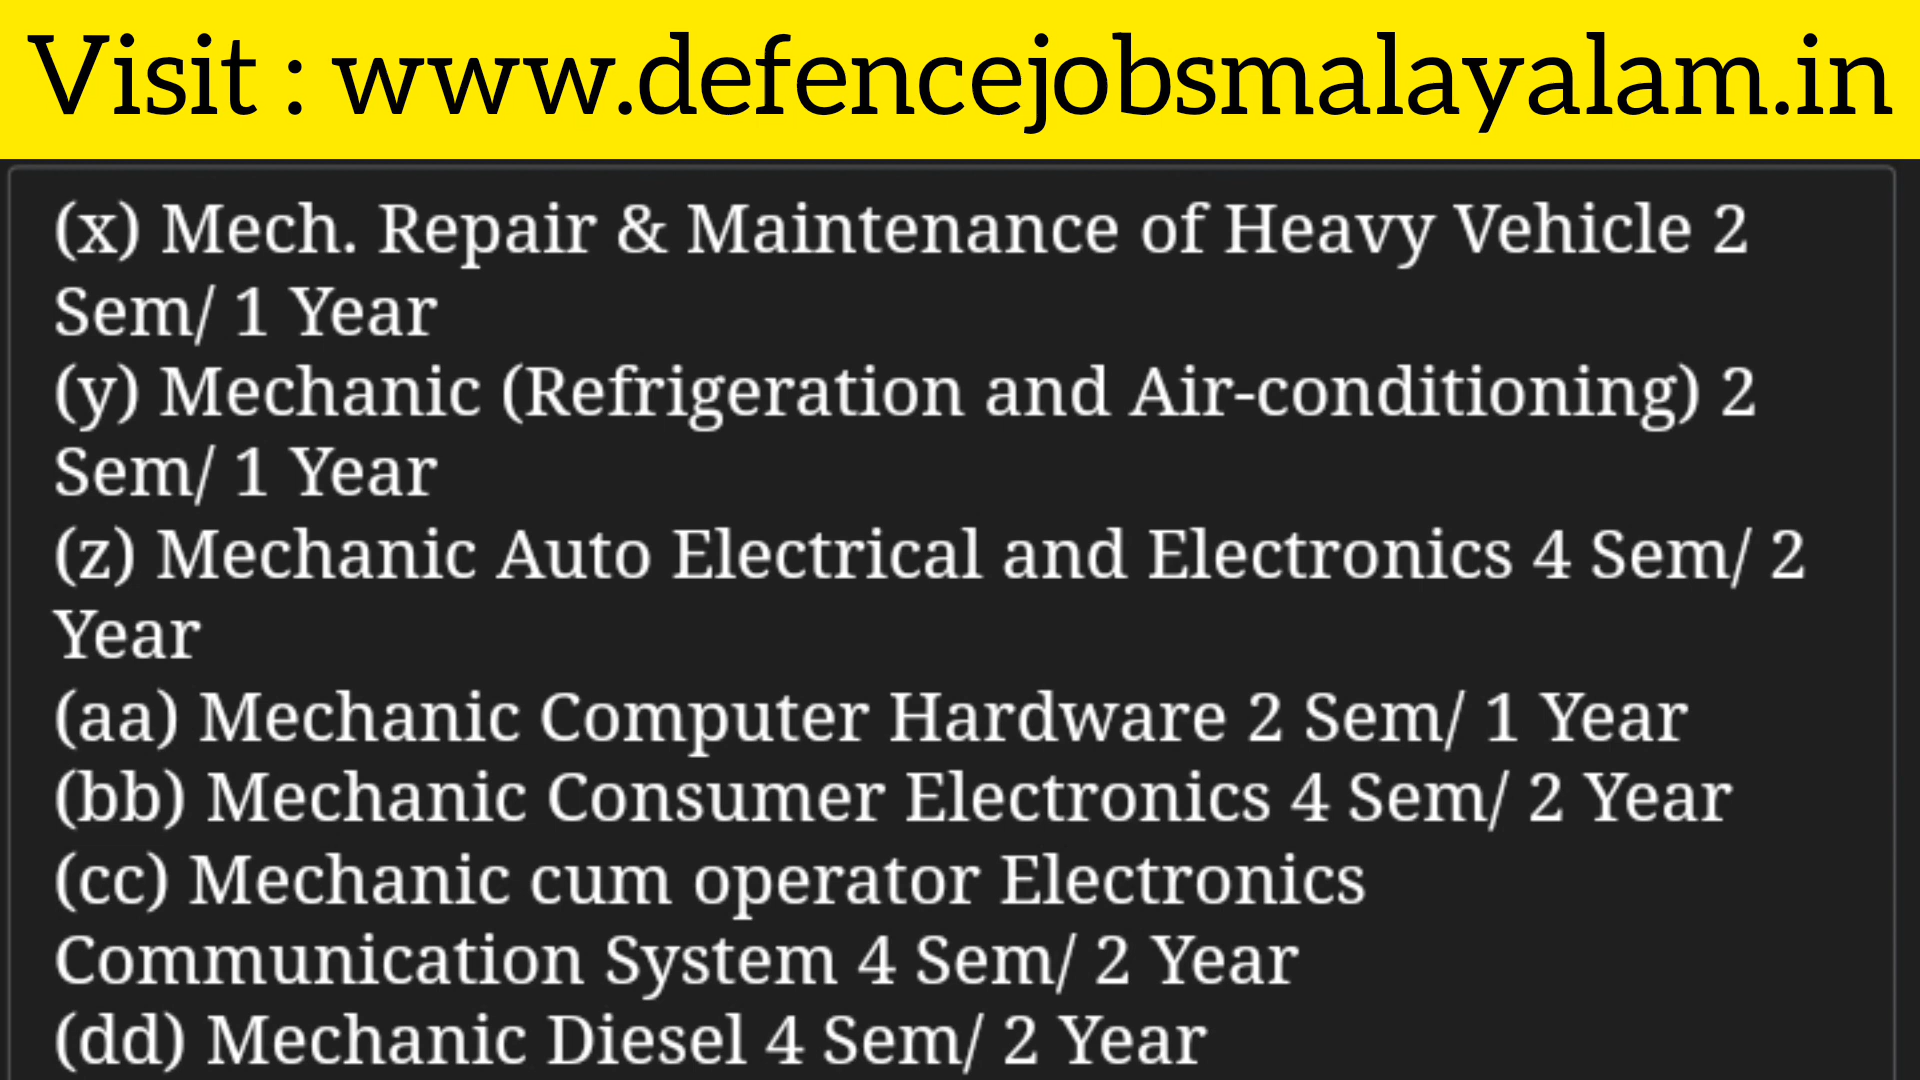 Visit : www.defencejobsmalayalam.in
(x) Mech. Repair & Maintenance of Heavy Vehicle 2
Sem/ 1 Year
(y) Mechanic (Refrigeration and Air-conditioning) 2
Sem/ 1 Year
(z) Mechanic Auto Electrical and Electronics 4 Sem/ 2
Year
(aa) Mechanic Computer Hardware 2 Sem/ 1 Year
(bb) Mechanic Consumer Electronics 4 Sem/ 2 Year
(cc) Mechanic cum operator Electronics
Communication System 4 Sem/ 2 Year
(dd) Mechanic Diesel 4 Sem/ 2 Year